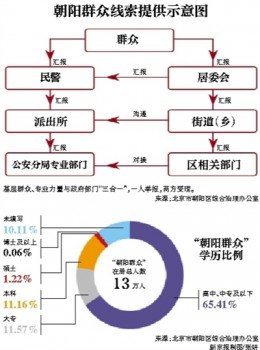 朝阳群众线索提供示意图
群众
汇报 汇报
民警 汇报 居委会
汇报 汇报
派出所 沟通 街道(乡)
汇报 汇报
公安分局专业部门 对接 区相关部门
基层群众、专业力量与政府部门“三合一”,一人举报,两方受理。
来源:北京市朝阳区综合治理办公室
未填写
10.11%
博士及以上
0.06%
硕士
1.22%
本科
11.16%
大专
11.57%
“朝阳群众”
在册总人数
13万人
“朝阳群众”
学历比例
高中、中专及以下
65.41%
来源:北京市朝阳区综合治理办公室
新京报制图/张妍